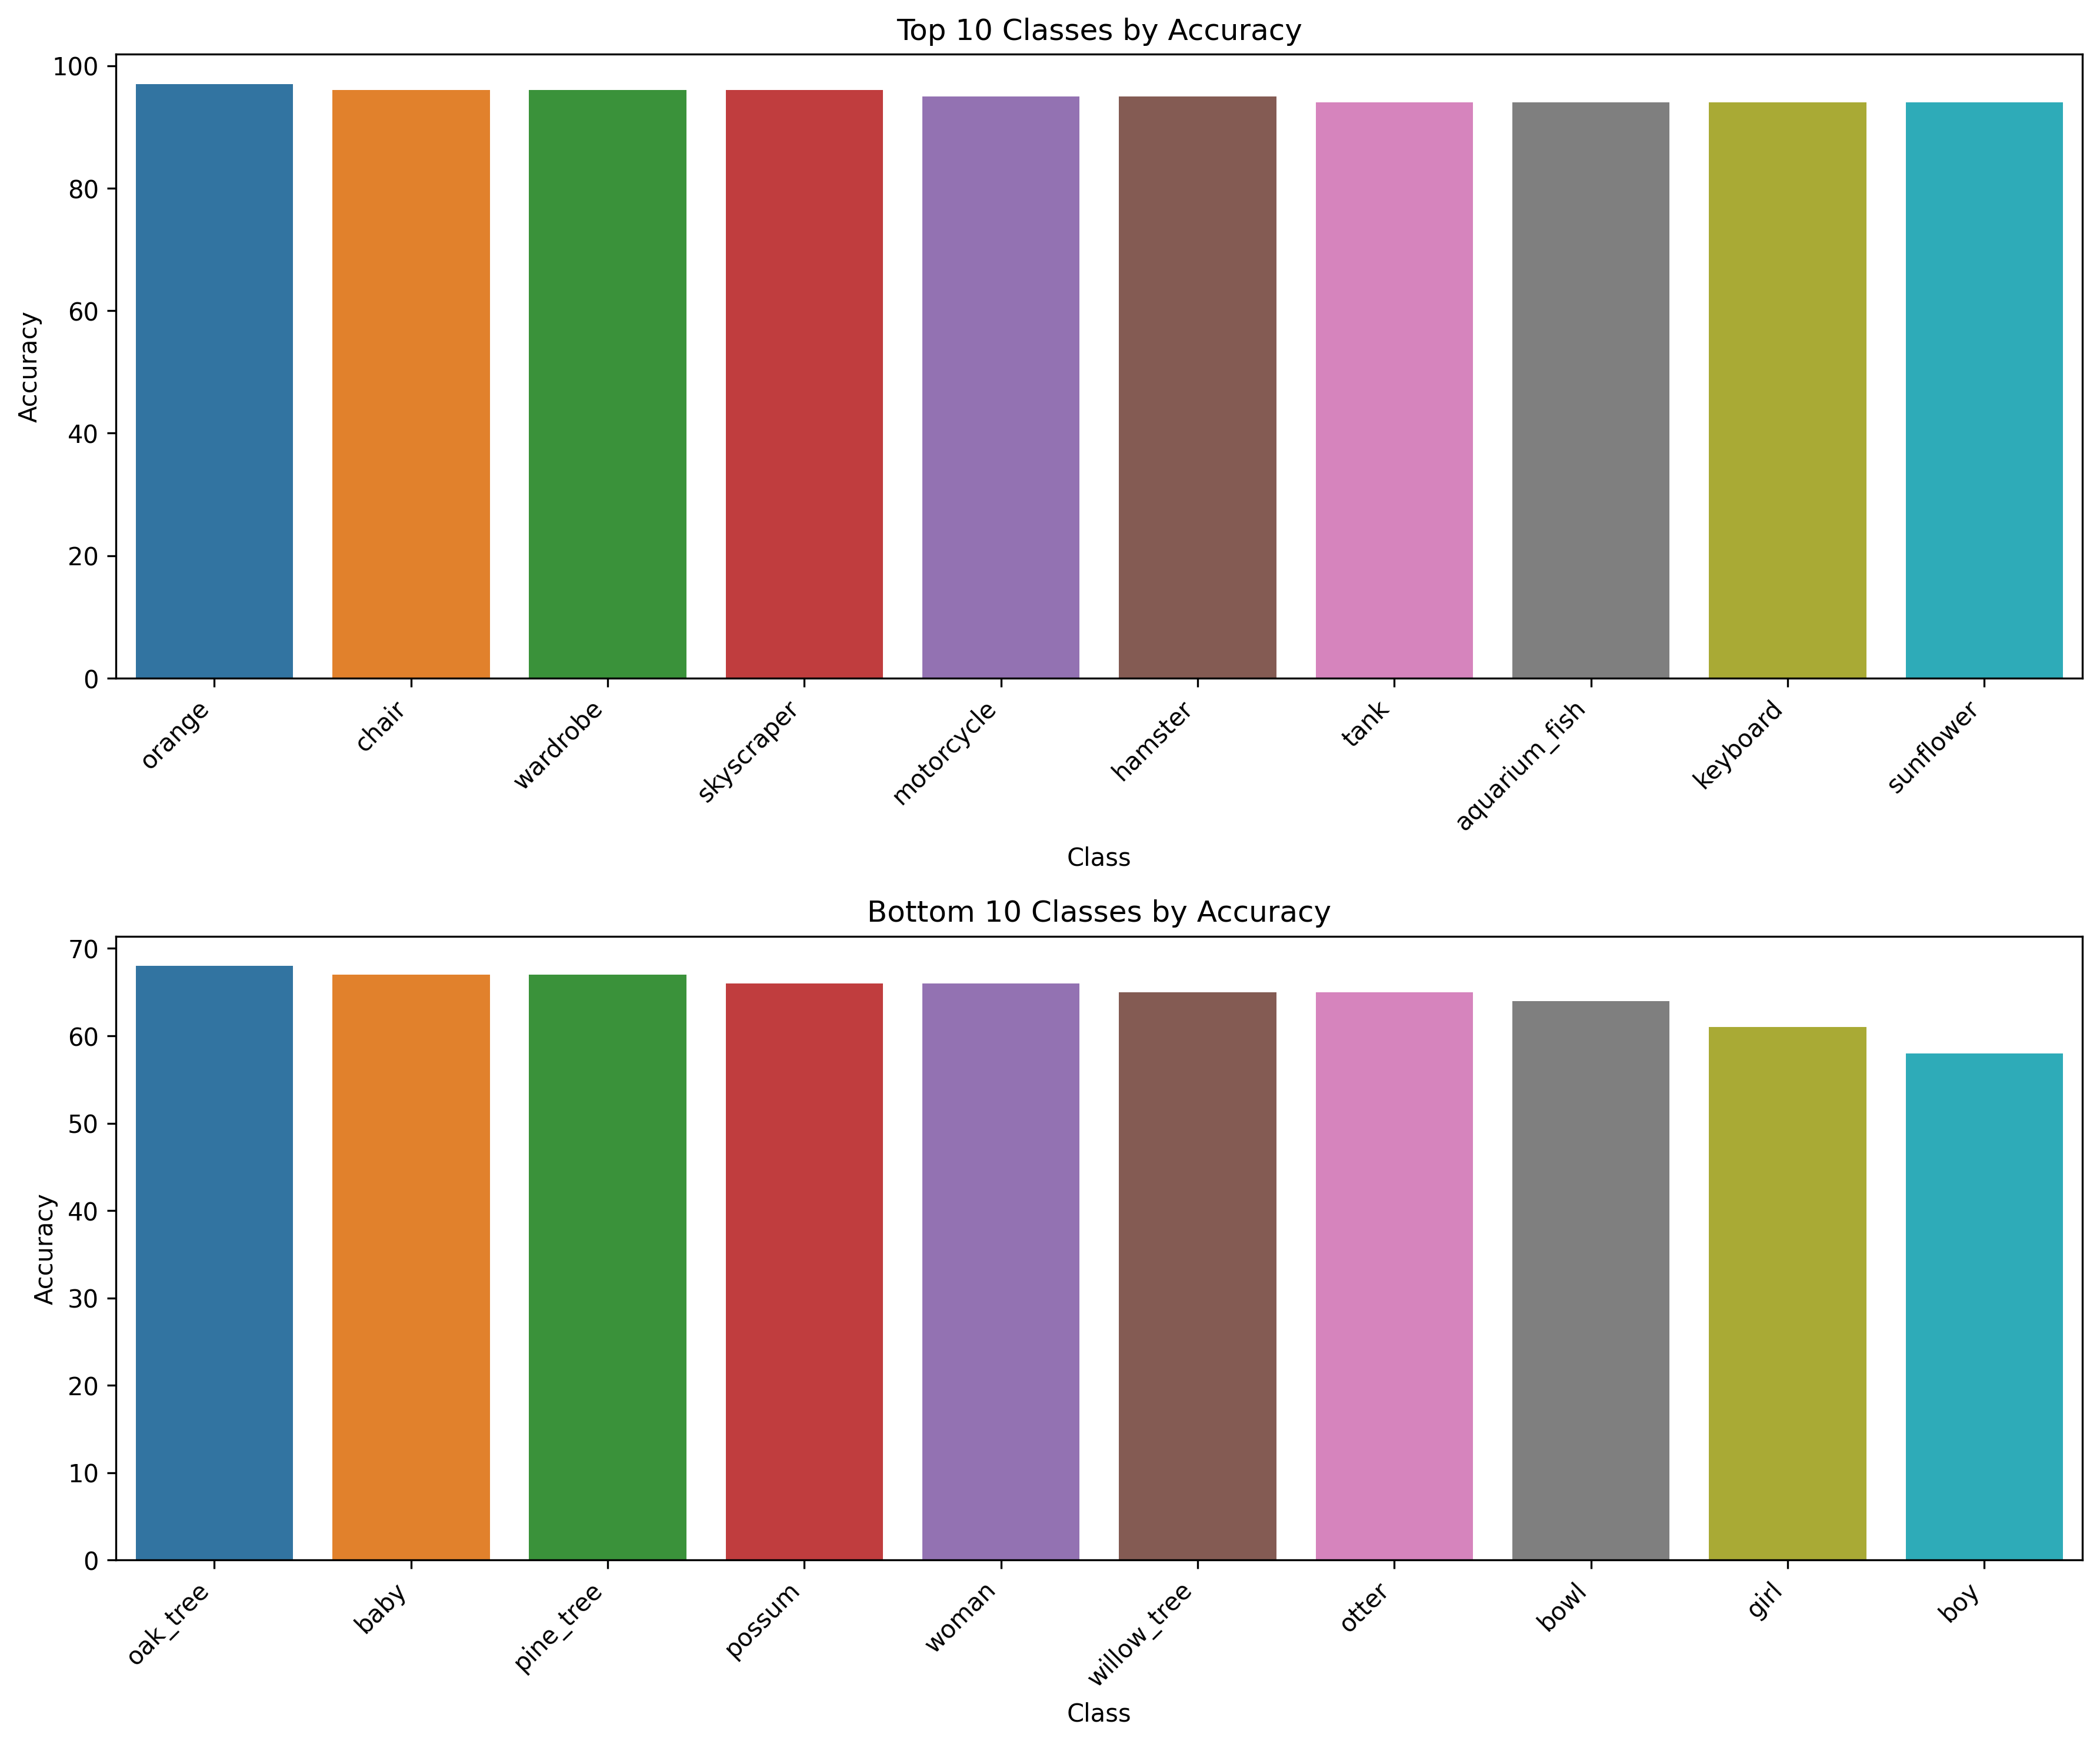 Top 10 Classes by Accuracy
Accuracy
100
80
60
40
20
0
orange
chair
wardrobe
skyscraper
motorcycle
hamster
tank
aquarium_fish
keyboard
sunflower
Class
Bottom 10 Classes by Accuracy
Accuracy
70
60
50
40
30
20
10
0
oak_tree
baby
pine_tree
possum
woman
willow_tree
otter
bowl
girl
boy
Class